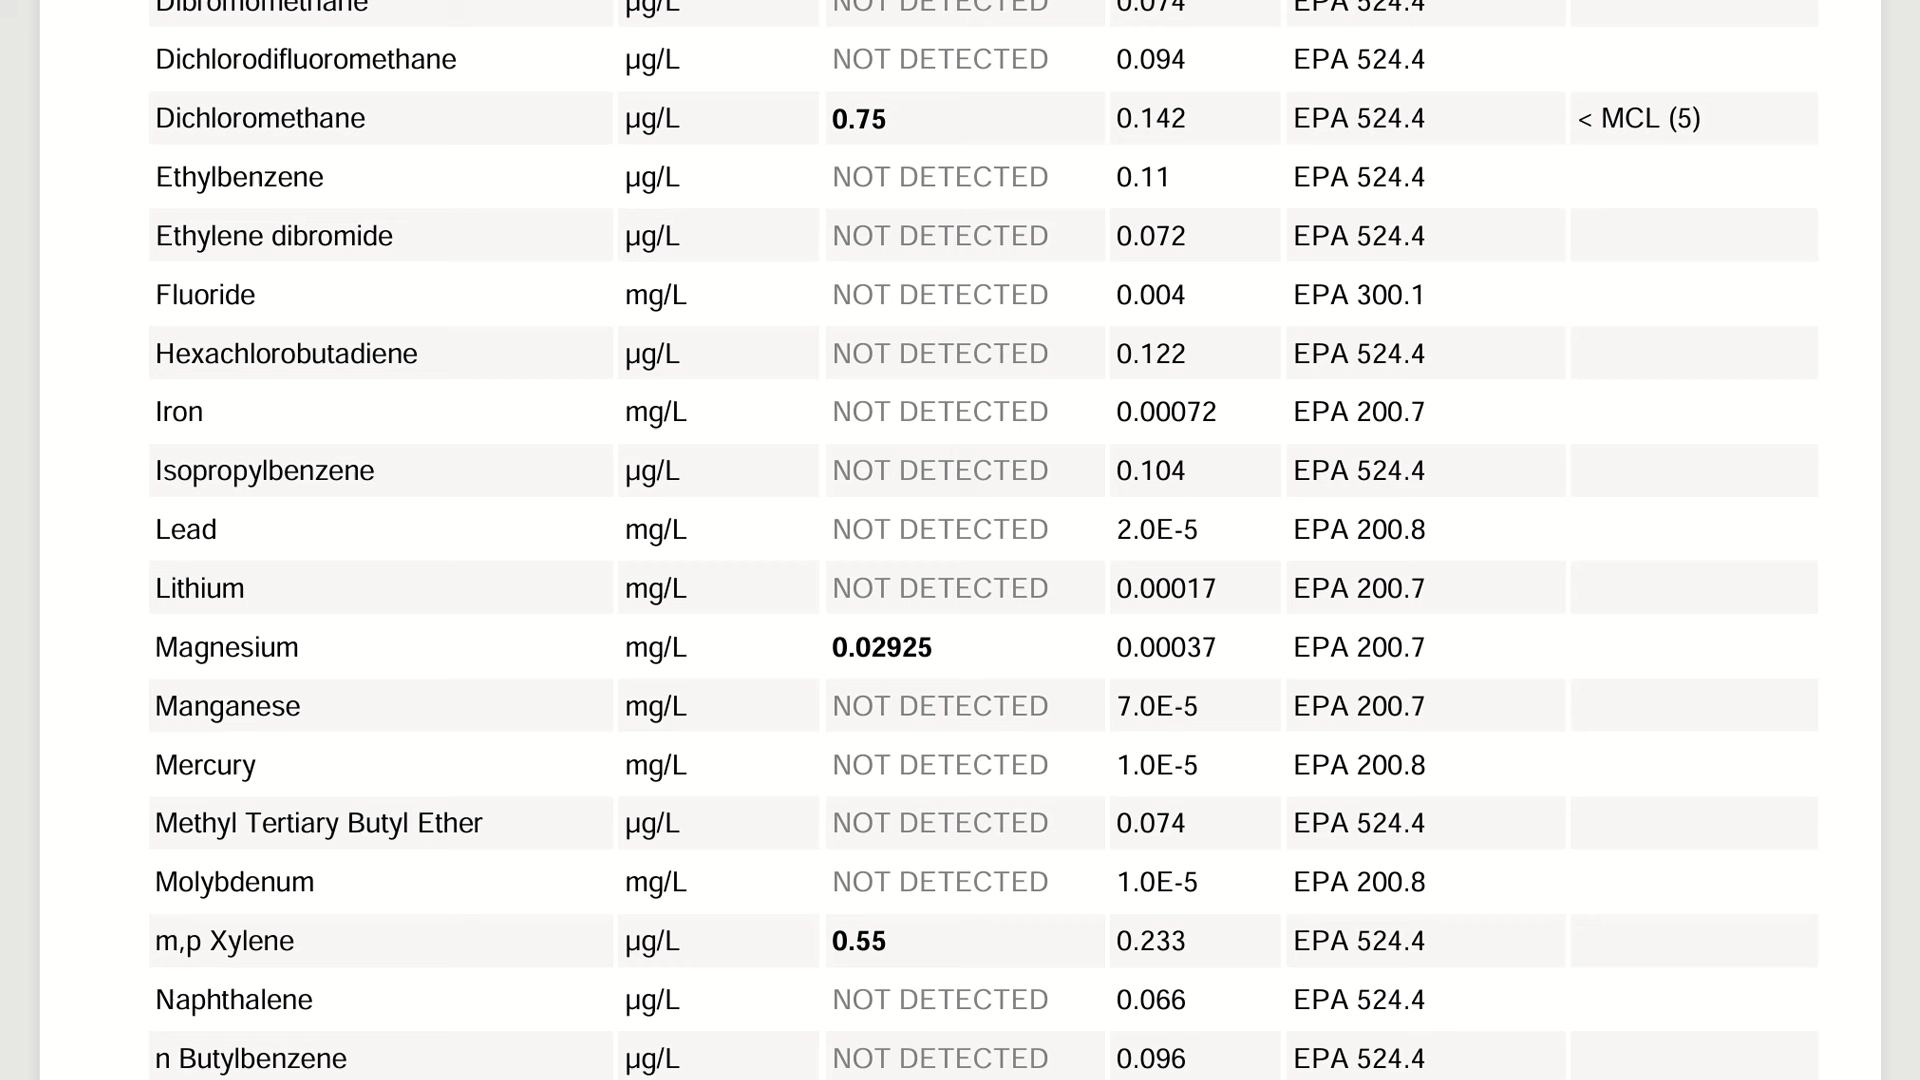 Dibromomethane µg/L NOT DETECTED 0.074 EPA 524.4
Dichlorodifluoromethane µg/L NOT DETECTED 0.094 EPA 524.4
Dichloromethane µg/L 0.75 0.142 EPA 524.4 < MCL (5)
Ethylbenzene µg/L NOT DETECTED 0.11 EPA 524.4
Ethylene dibromide µg/L NOT DETECTED 0.072 EPA 524.4
Fluoride mg/L NOT DETECTED 0.004 EPA 300.1
Hexachlorobutadiene µg/L NOT DETECTED 0.122 EPA 524.4
Iron mg/L NOT DETECTED 0.00072 EPA 200.7
Isopropylbenzene µg/L NOT DETECTED 0.104 EPA 524.4
Lead mg/L NOT DETECTED 2.0E-5 EPA 200.8
Lithium mg/L NOT DETECTED 0.00017 EPA 200.7
Magnesium mg/L 0.02925 0.00037 EPA 200.7
Manganese mg/L NOT DETECTED 7.0E-5 EPA 200.7
Mercury mg/L NOT DETECTED 1.0E-5 EPA 200.8
Methyl Tertiary Butyl Ether µg/L NOT DETECTED 0.074 EPA 524.4
Molybdenum mg/L NOT DETECTED 1.0E-5 EPA 200.8
m,p Xylene µg/L 0.55 0.233 EPA 524.4
Naphthalene µg/L NOT DETECTED 0.066 EPA 524.4
n Butylbenzene µg/L NOT DETECTED 0.096 EPA 524.4